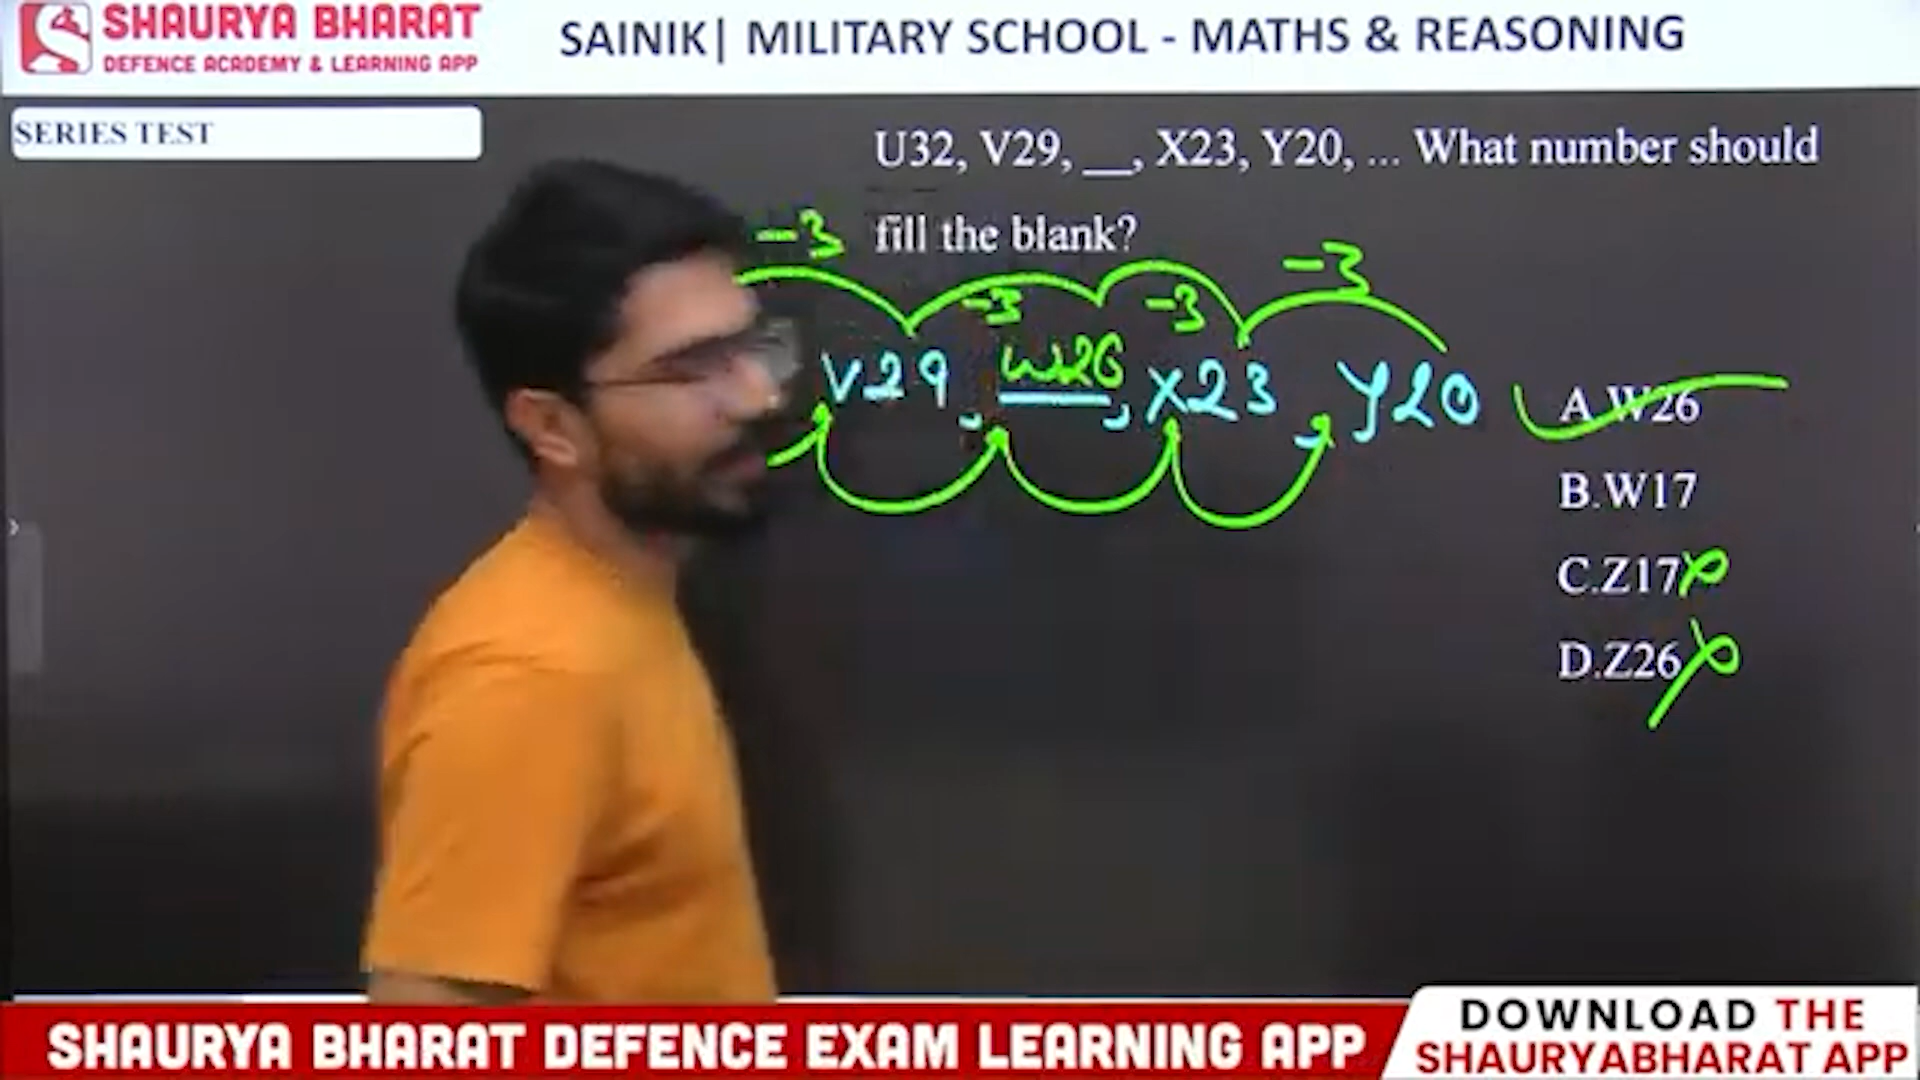 SHAURYA BHARAT
DEFENCE ACADEMY & LEARNING APP
SAINIK| MILITARY SCHOOL - MATHS & REASONING
SERIES TEST
U32, V29, __, X23, Y20, ... What number should
fill the blank?
-3
-3
-3
-3
V29, W26, X23, Y20
A.W26
B.W17
C.Z17
D.Z26
SHAURYA BHARAT DEFENCE EXAM LEARNING APP
DOWNLOAD THE
SHAURYABHARAT APP